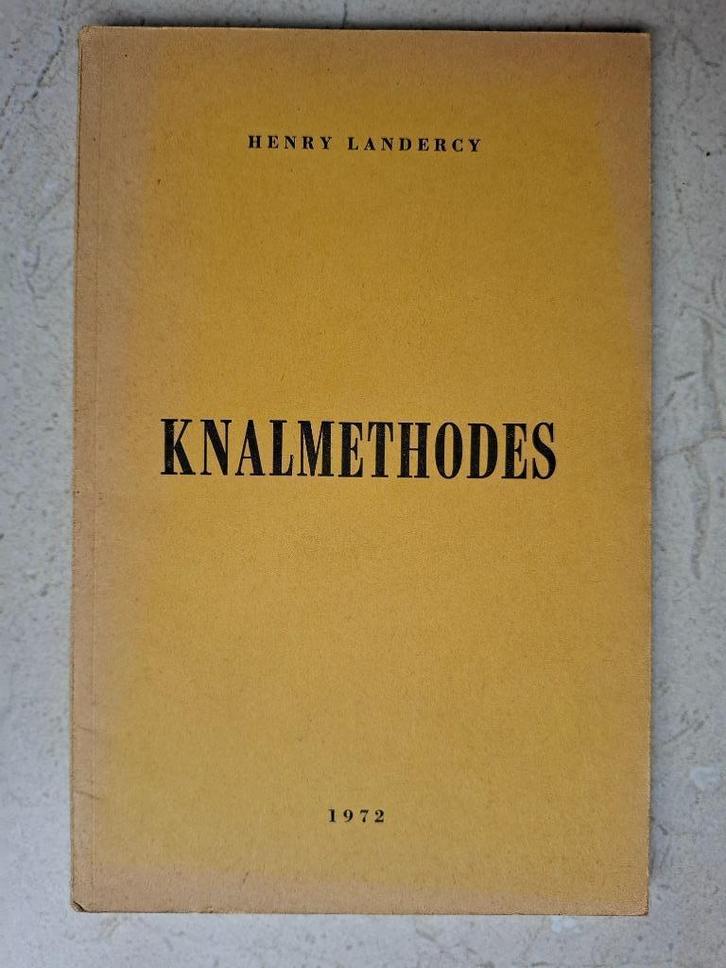 HENRY LANDERCY
KNALMETHODES
1972